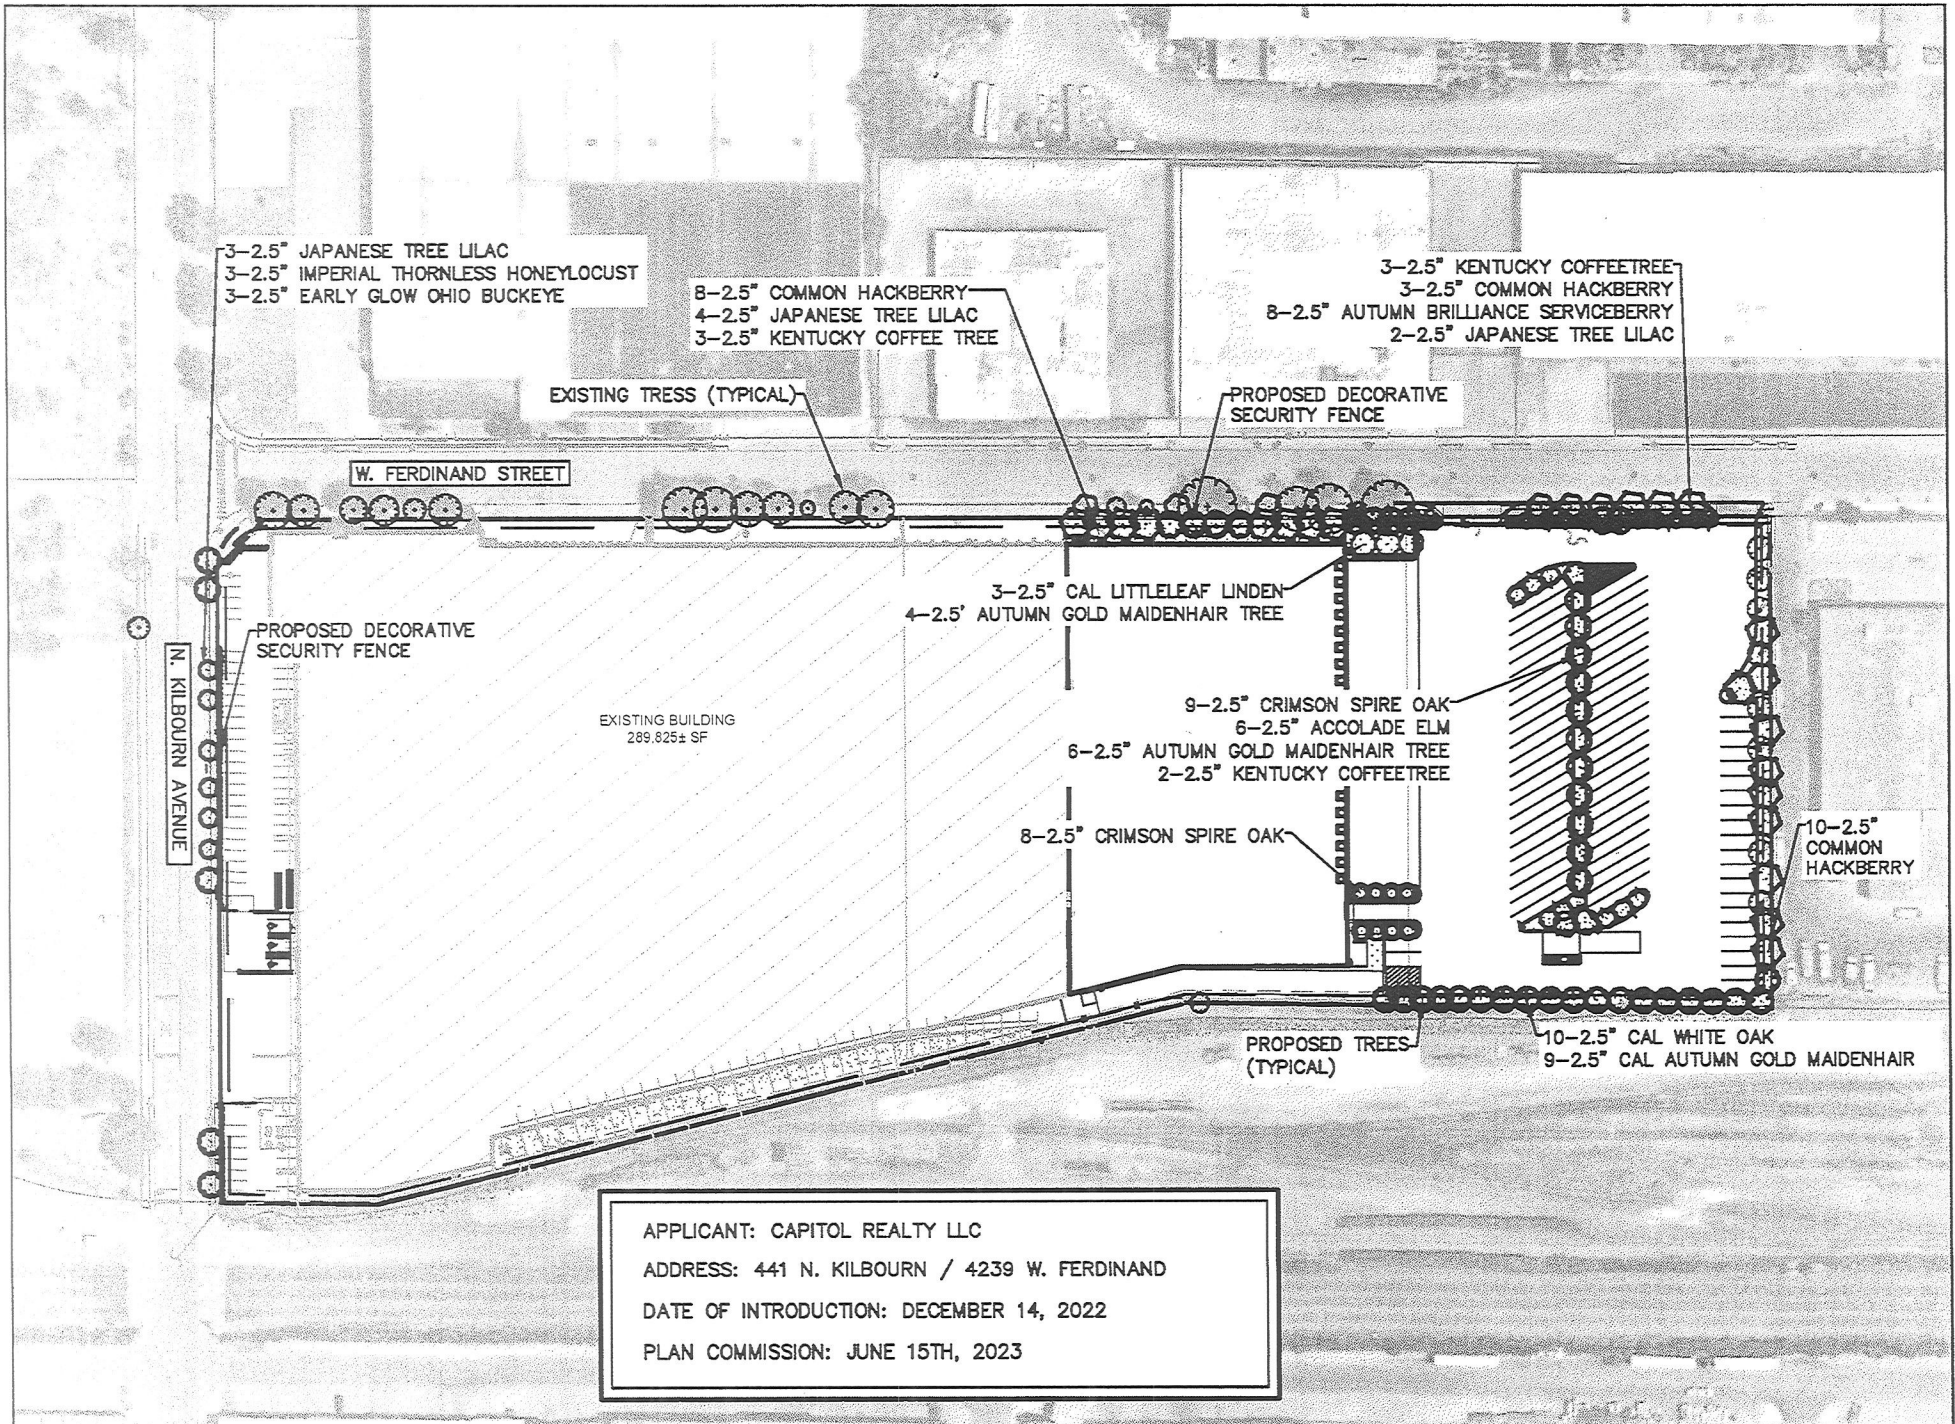 3-2.5" JAPANESE TREE LILAC
3-2.5" IMPERIAL THORNLESS HONEYLOCUST
3-2.5" EARLY GLOW OHIO BUCKEYE
8-2.5" COMMON HACKBERRY
4-2.5" JAPANESE TREE LILAC
3-2.5" KENTUCKY COFFEE TREE
3-2.5" KENTUCKY COFFEETREE
3-2.5" COMMON HACKBERRY
8-2.5" AUTUMN BRILLIANCE SERVICEBERRY
2-2.5" JAPANESE TREE LILAC
EXISTING TRESS (TYPICAL)
PROPOSED DECORATIVE
SECURITY FENCE
W. FERDINAND STREET
3-2.5" CAL LITTLELEAF LINDEN
4-2.5' AUTUMN GOLD MAIDENHAIR TREE
PROPOSED DECORATIVE
SECURITY FENCE
N. KILBOURN AVENUE
EXISTING BUILDING
289,825± SF
9-2.5" CRIMSON SPIRE OAK
6-2.5" ACCOLADE ELM
6-2.5" AUTUMN GOLD MAIDENHAIR TREE
2-2.5" KENTUCKY COFFEETREE
8-2.5" CRIMSON SPIRE OAK
10-2.5"
COMMON
HACKBERRY
PROPOSED TREES
(TYPICAL)
10-2.5" CAL WHITE OAK
9-2.5" CAL AUTUMN GOLD MAIDENHAIR
APPLICANT: CAPITOL REALTY LLC
ADDRESS: 441 N. KILBOURN / 4239 W. FERDINAND
DATE OF INTRODUCTION: DECEMBER 14, 2022
PLAN COMMISSION: JUNE 15TH, 2023